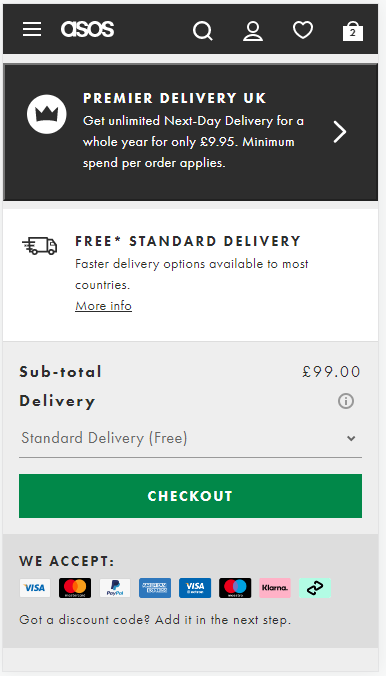 asos
2
PREMIER DELIVERY UK
Get unlimited Next-Day Delivery for a
whole year for only £9.95. Minimum
spend per order applies.
FREE* STANDARD DELIVERY
Faster delivery options available to most
countries.
More info
Sub-total £99.00
Delivery
Standard Delivery (Free)
CHECKOUT
WE ACCEPT:
VISA mastercard PayPal VISA maestro Klarna.
Got a discount code? Add it in the next step.